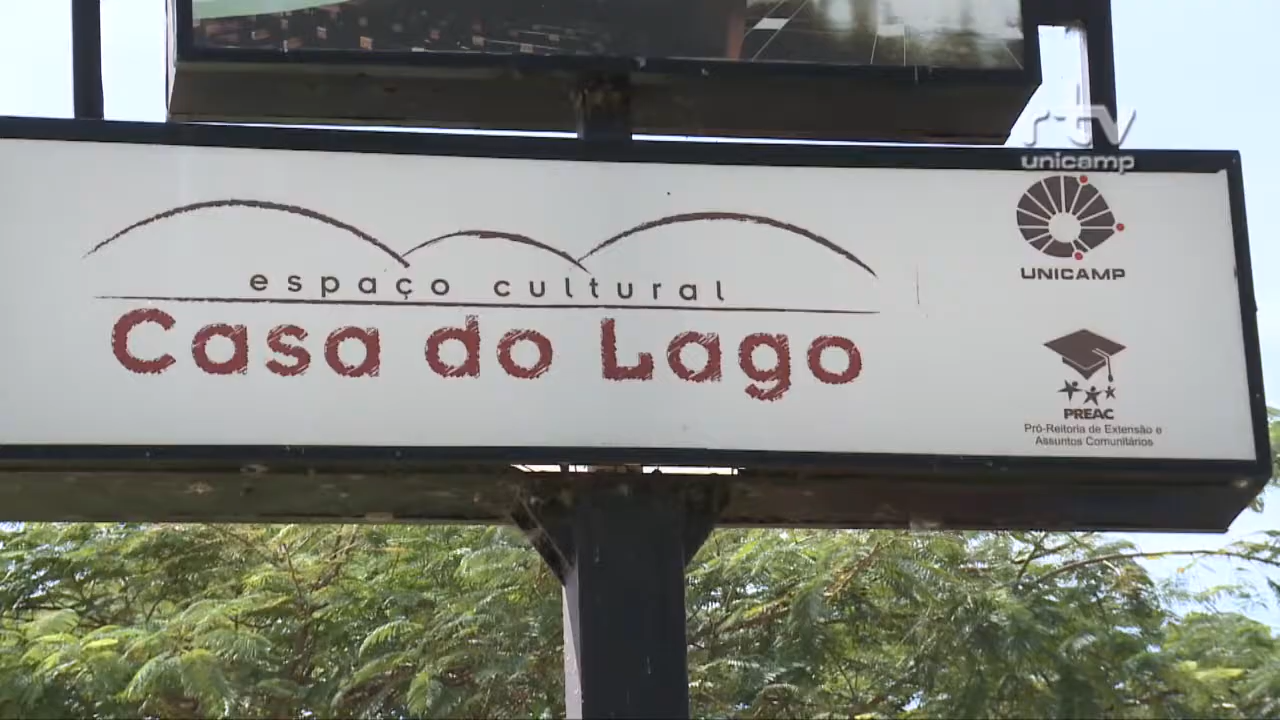 rtv
unicamp
espaço cultural
Casa do Lago
UNICAMP
PREAC
Pró-Reitoria de Extensão e
Assuntos Comunitários